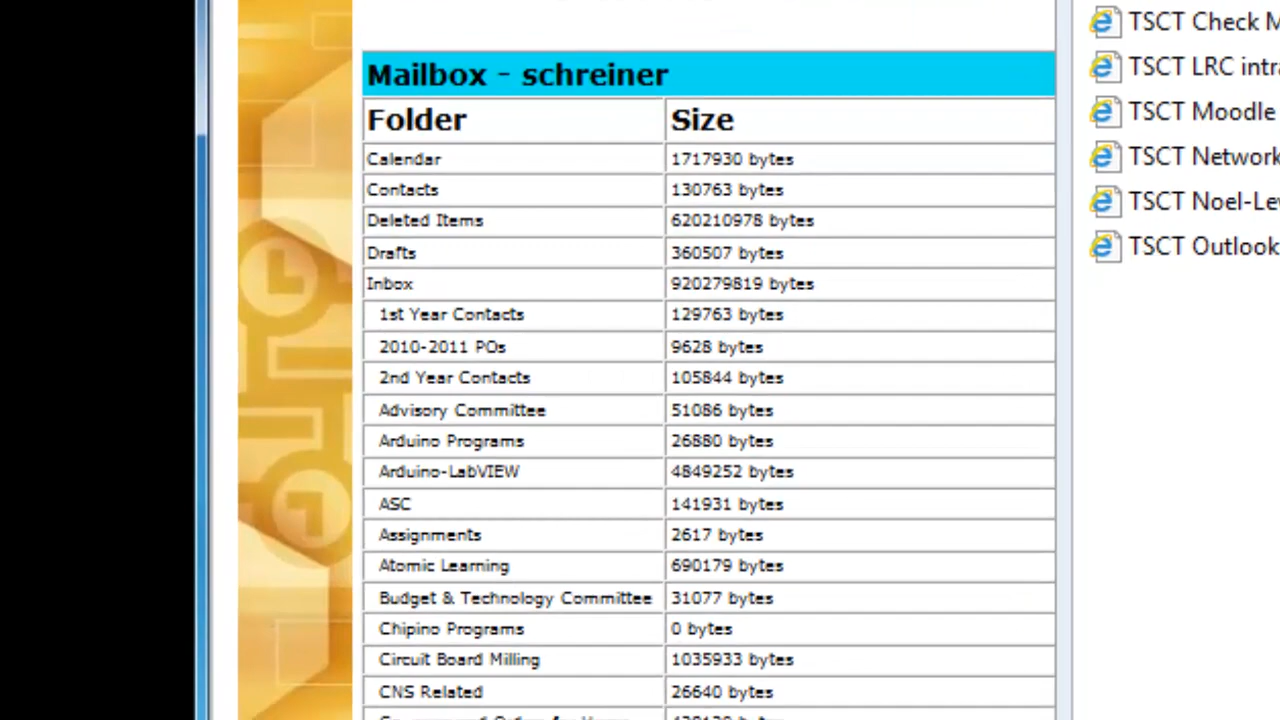 Mailbox - schreiner
Folder Size
Calendar 1717930 bytes
Contacts 130763 bytes
Deleted Items 620210978 bytes
Drafts 360507 bytes
Inbox 920279819 bytes
1st Year Contacts 129763 bytes
2010-2011 POs 9628 bytes
2nd Year Contacts 105844 bytes
Advisory Committee 51086 bytes
Arduino Programs 26880 bytes
Arduino-LabVIEW 4849252 bytes
ASC 141931 bytes
Assignments 2617 bytes
Atomic Learning 690179 bytes
Budget & Technology Committee 31077 bytes
Chipino Programs 0 bytes
Circuit Board Milling 1035933 bytes
CNS Related 26640 bytes
TSCT Check M
TSCT LRC intr
TSCT Moodle
TSCT Network
TSCT Noel-Le
TSCT Outlook